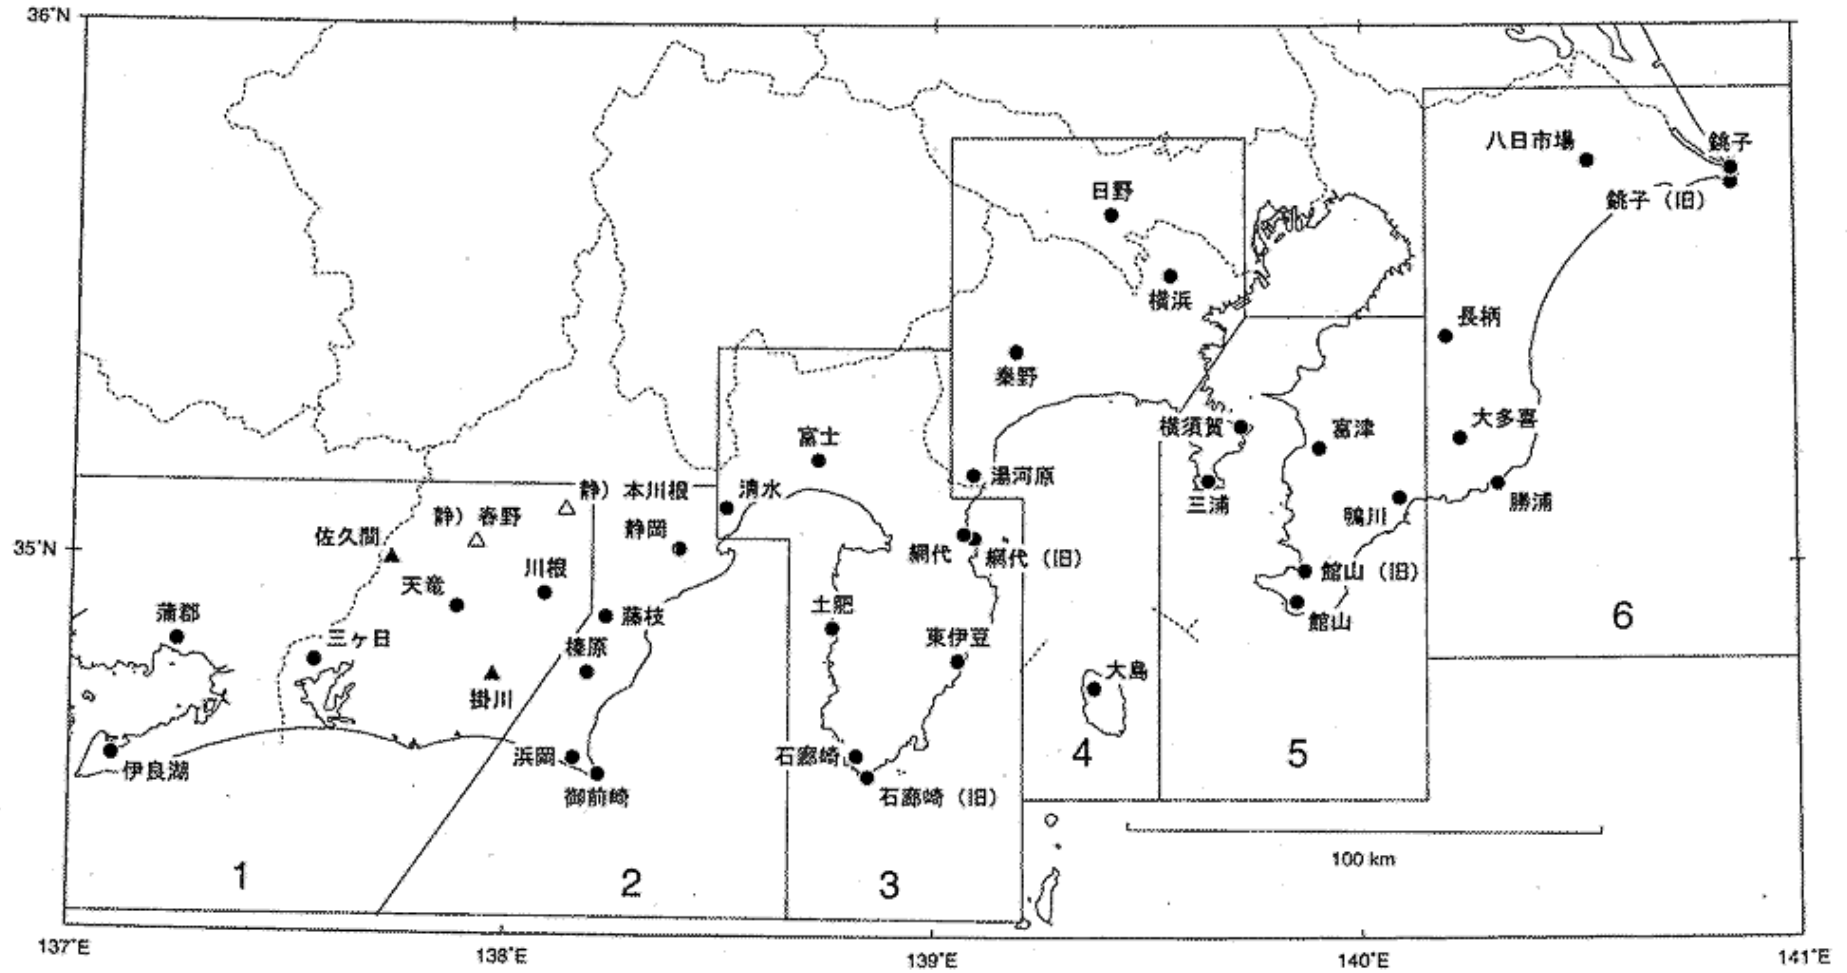 36°N
八日市場
銚子
日野
銚子（旧）
横浜
長柄
秦野
大多喜
横須賀
富津
富士
湯河原
静）本川根
清水
三浦
勝浦
静）春野
鴨川
静岡
佐久間
35°N
網代
網代（旧）
川根
館山（旧）
天竜
土肥
蒲郡
藤枝
館山
6
三ヶ日
榛原
東伊豆
大島
掛川
浜岡
石廊崎
4
5
伊良湖
御前崎
石廊崎（旧）
100 km
1
2
3
137°E
138°E
139°E
140°E
141°E